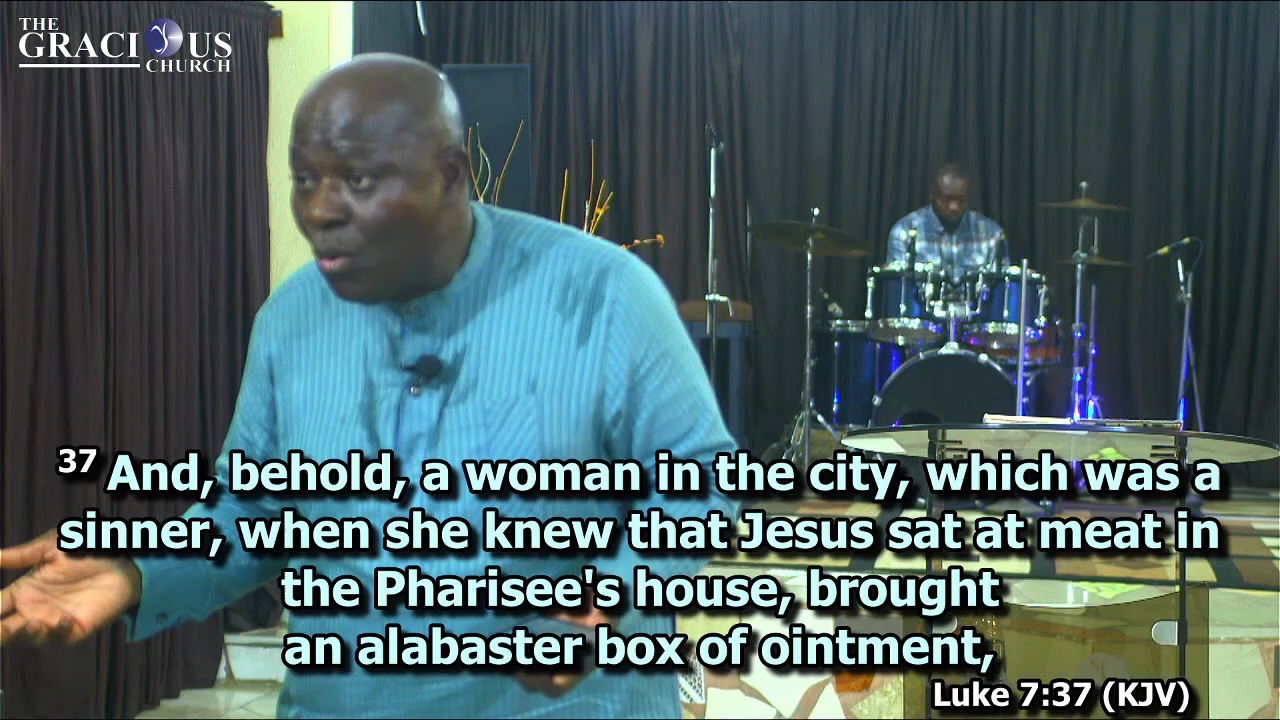 THE
GRACIOUS
CHURCH
37 And, behold, a woman in the city, which was a
sinner, when she knew that Jesus sat at meat in
the Pharisee's house, brought
an alabaster box of ointment,
Luke 7:37 (KJV)